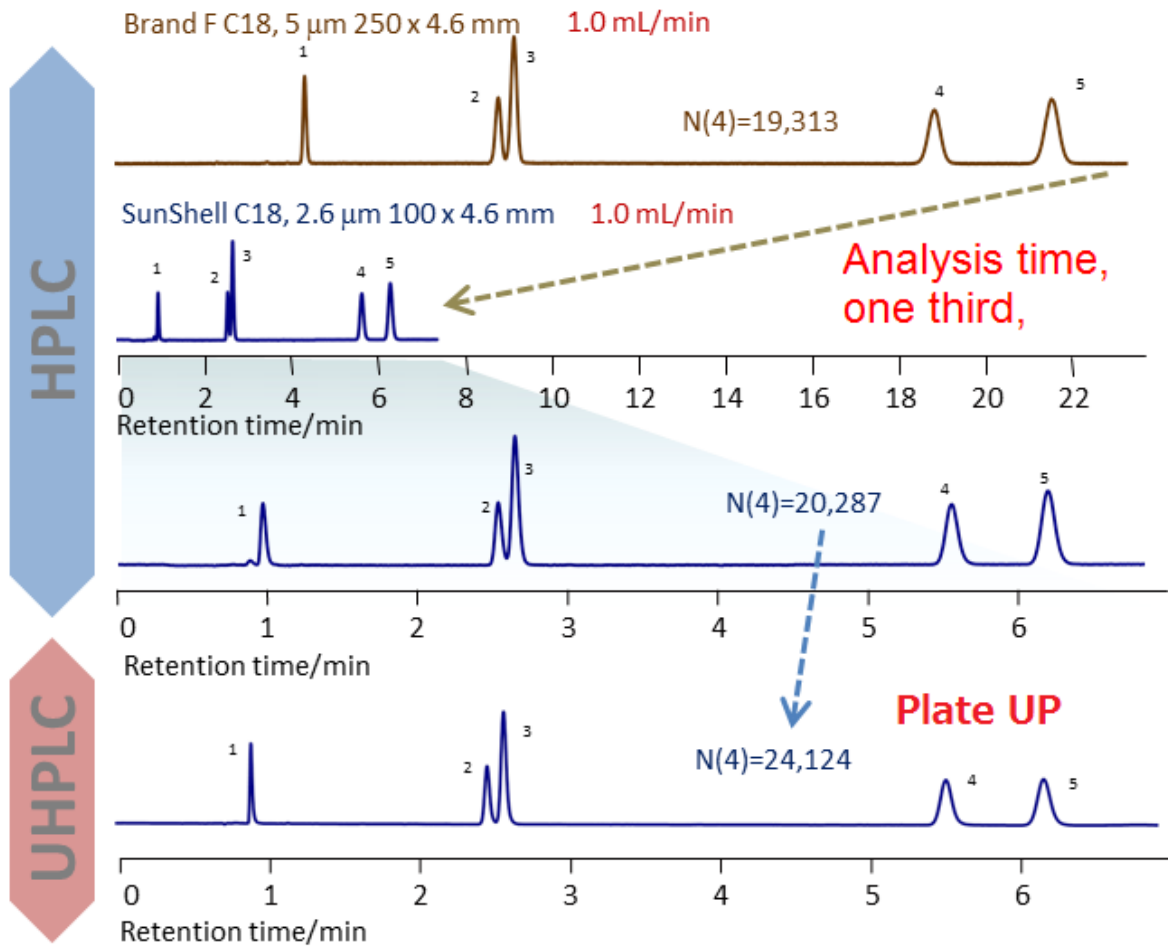 Brand F C18, 5 µm 250 x 4.6 mm 1.0 mL/min
1
2
3
4
5
N(4)=19,313
SunShell C18, 2.6 µm 100 x 4.6 mm 1.0 mL/min
1
2
3
4
5
Analysis time,
one third,
HPLC
0 2 4 6 8 10 12 14 16 18 20 22
Retention time/min
1
2
3
N(4)=20,287
4
5
0 1 2 3 4 5 6
Retention time/min
UHPLC
Plate UP
1
2
3
N(4)=24,124
4
5
0 1 2 3 4 5 6
Retention time/min